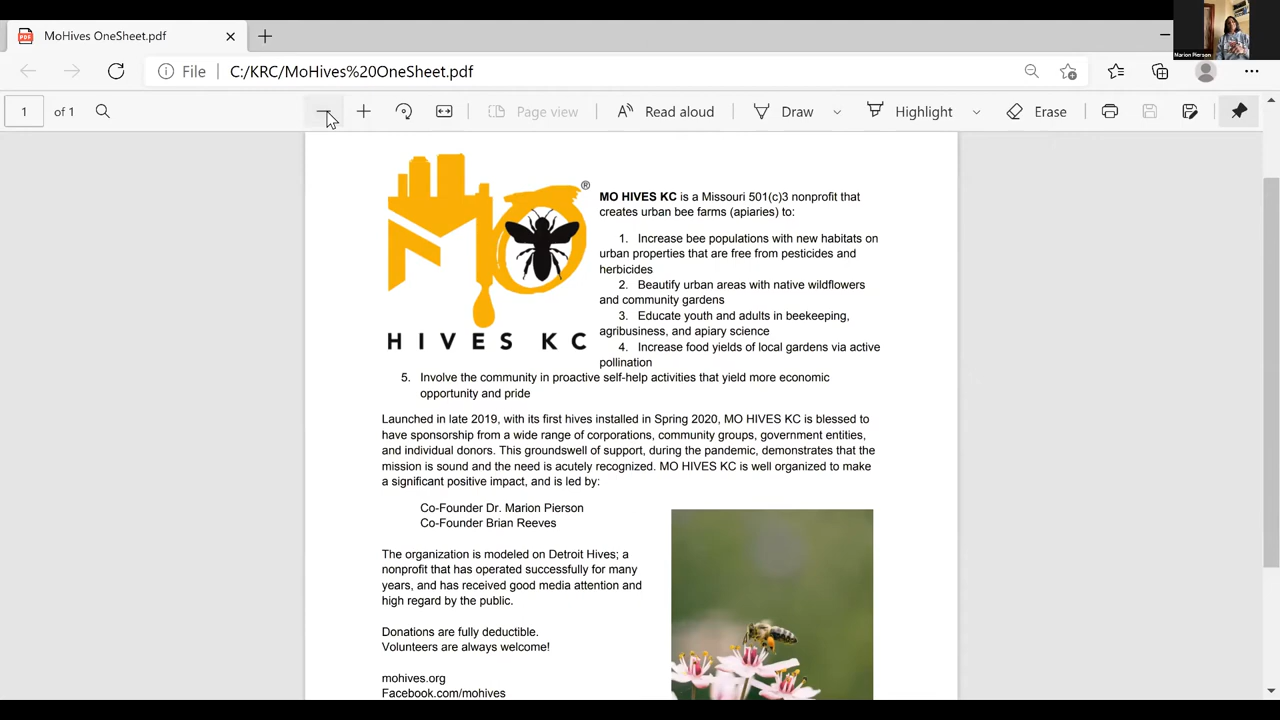 MoHives OneSheet.pdf
Marion Pierson
File
C:/KRC/MoHives%20OneSheet.pdf
1 of 1
Page view
Read aloud
Draw
Highlight
Erase
MO
®
HIVES KC
MO HIVES KC is a Missouri 501(c)3 nonprofit that
creates urban bee farms (apiaries) to:
1. Increase bee populations with new habitats on
urban properties that are free from pesticides and
herbicides
2. Beautify urban areas with native wildflowers
and community gardens
3. Educate youth and adults in beekeeping,
agribusiness, and apiary science
4. Increase food yields of local gardens via active
pollination
5. Involve the community in proactive self-help activities that yield more economic
opportunity and pride
Launched in late 2019, with its first hives installed in Spring 2020, MO HIVES KC is blessed to
have sponsorship from a wide range of corporations, community groups, government entities,
and individual donors. This groundswell of support, during the pandemic, demonstrates that the
mission is sound and the need is acutely recognized. MO HIVES KC is well organized to make
a significant positive impact, and is led by:
Co-Founder Dr. Marion Pierson
Co-Founder Brian Reeves
The organization is modeled on Detroit Hives; a
nonprofit that has operated successfully for many
years, and has received good media attention and
high regard by the public.
Donations are fully deductible.
Volunteers are always welcome!
mohives.org
Facebook.com/mohives